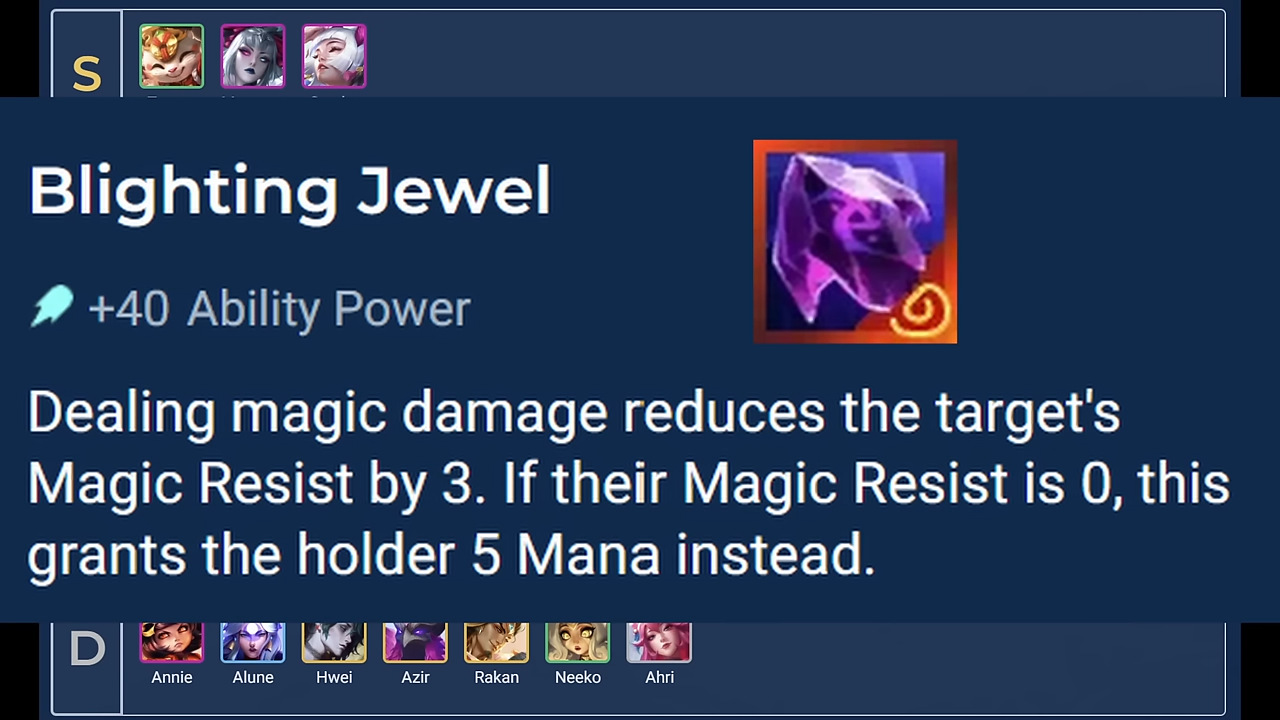 S
Blighting Jewel
+40 Ability Power
Dealing magic damage reduces the target's
Magic Resist by 3. If their Magic Resist is 0, this
grants the holder 5 Mana instead.
D
Annie Alune Hwei Azir Rakan Neeko Ahri